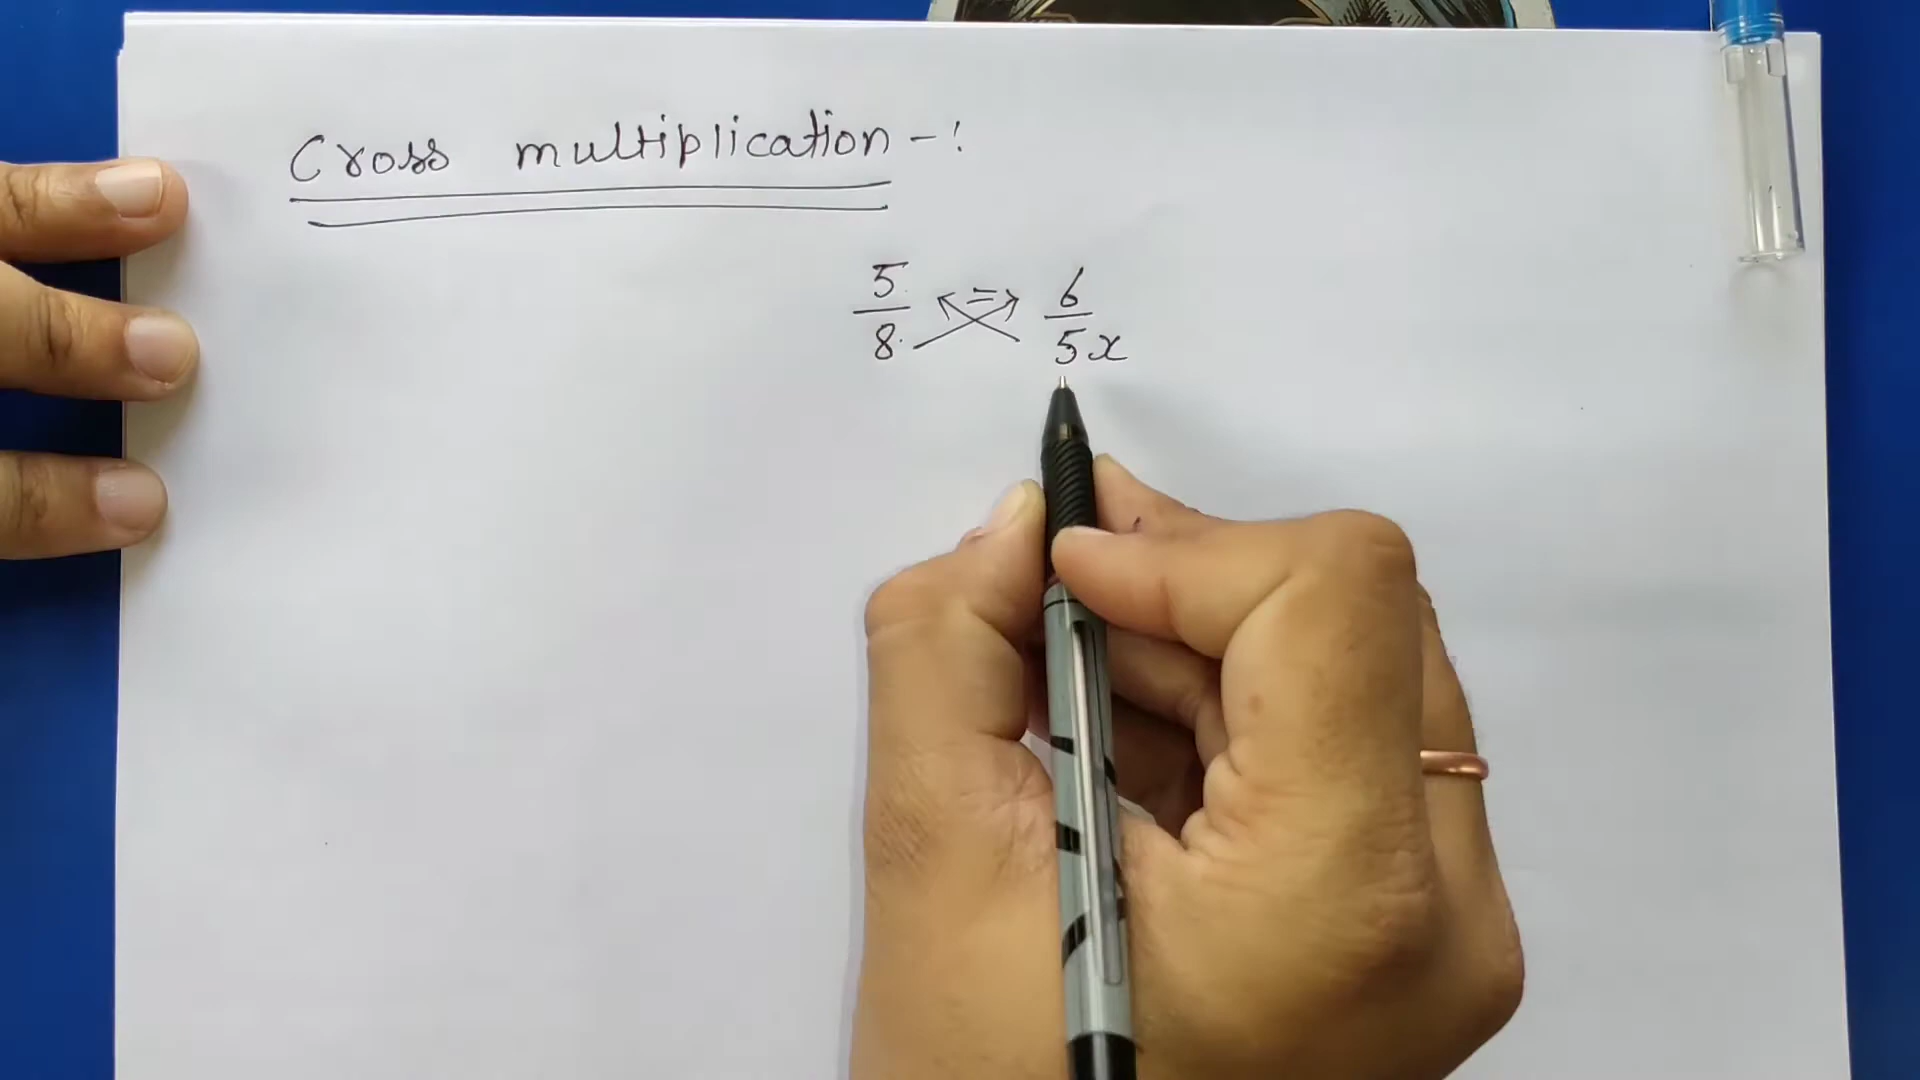 Cross multiplication -:
5/8 = 6/5x